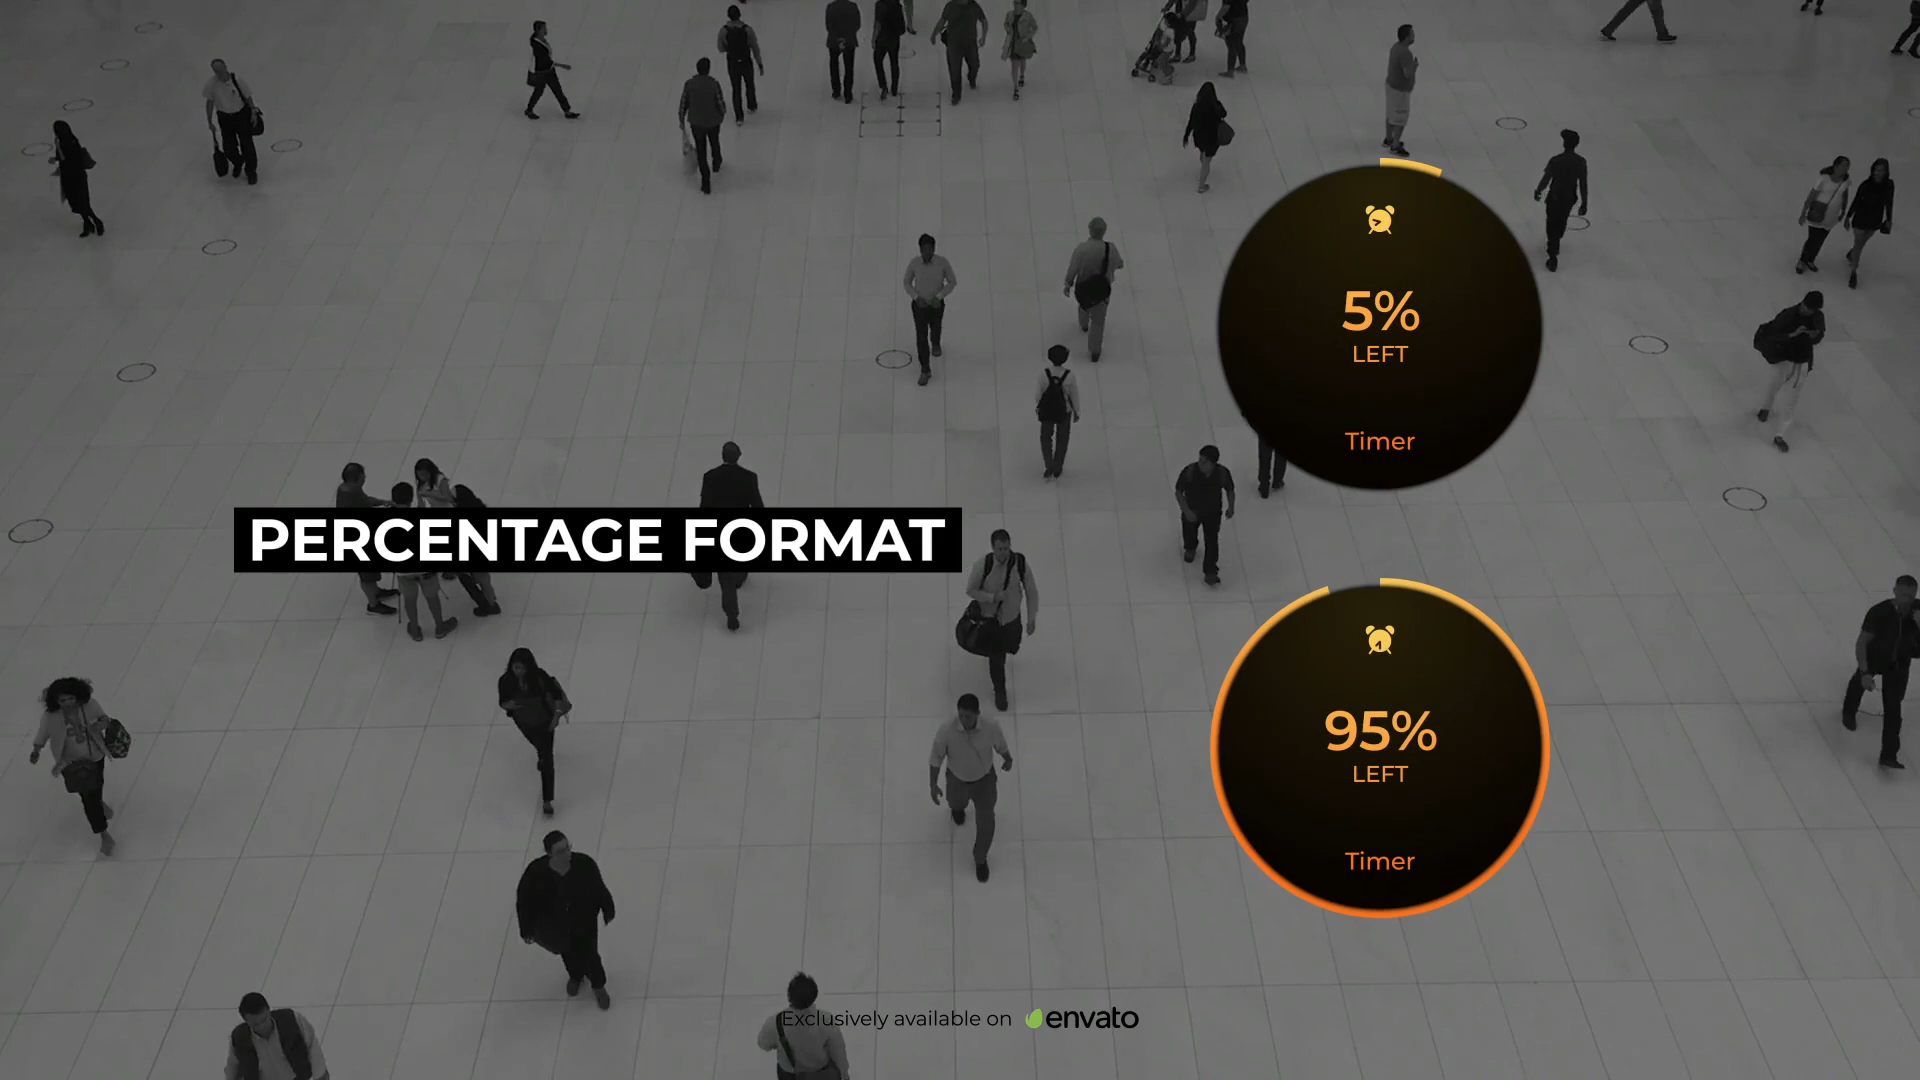 PERCENTAGE FORMAT
5%
LEFT
Timer
95%
LEFT
Timer
Exclusively available on envato